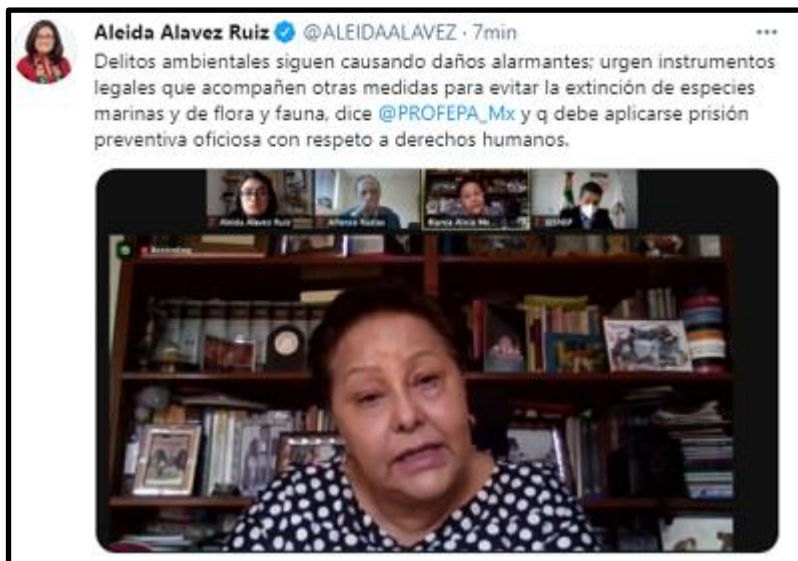 Aleida Alavez Ruiz @ALEIDAALAVEZ · 7min
Delitos ambientales siguen causando daños alarmantes; urgen instrumentos
legales que acompañen otras medidas para evitar la extinción de especies
marinas y de flora y fauna, dice @PROFEPA_Mx y q debe aplicarse prisión
preventiva oficiosa con respeto a derechos humanos.
Aleida Alavez Ruiz
Blanca Alicia Me...
Recording